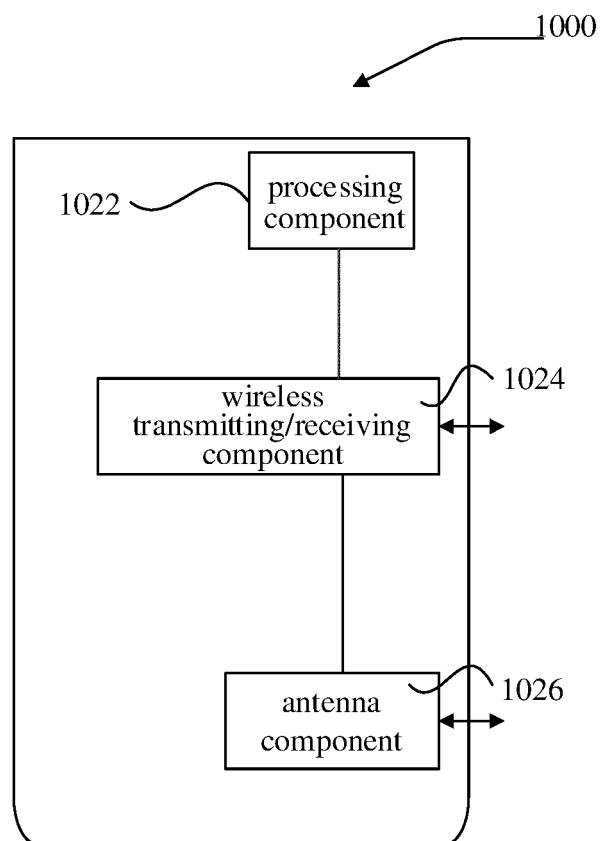 1000
processing
component
1022
wireless
transmitting/receiving
component
1024
antenna
component
1026